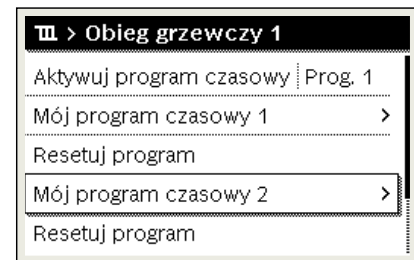 > Obieg grzewczy 1
Aktywuj program czasowy Prog. 1
Mój program czasowy 1 >
Resetuj program
Mój program czasowy 2 >
Resetuj program